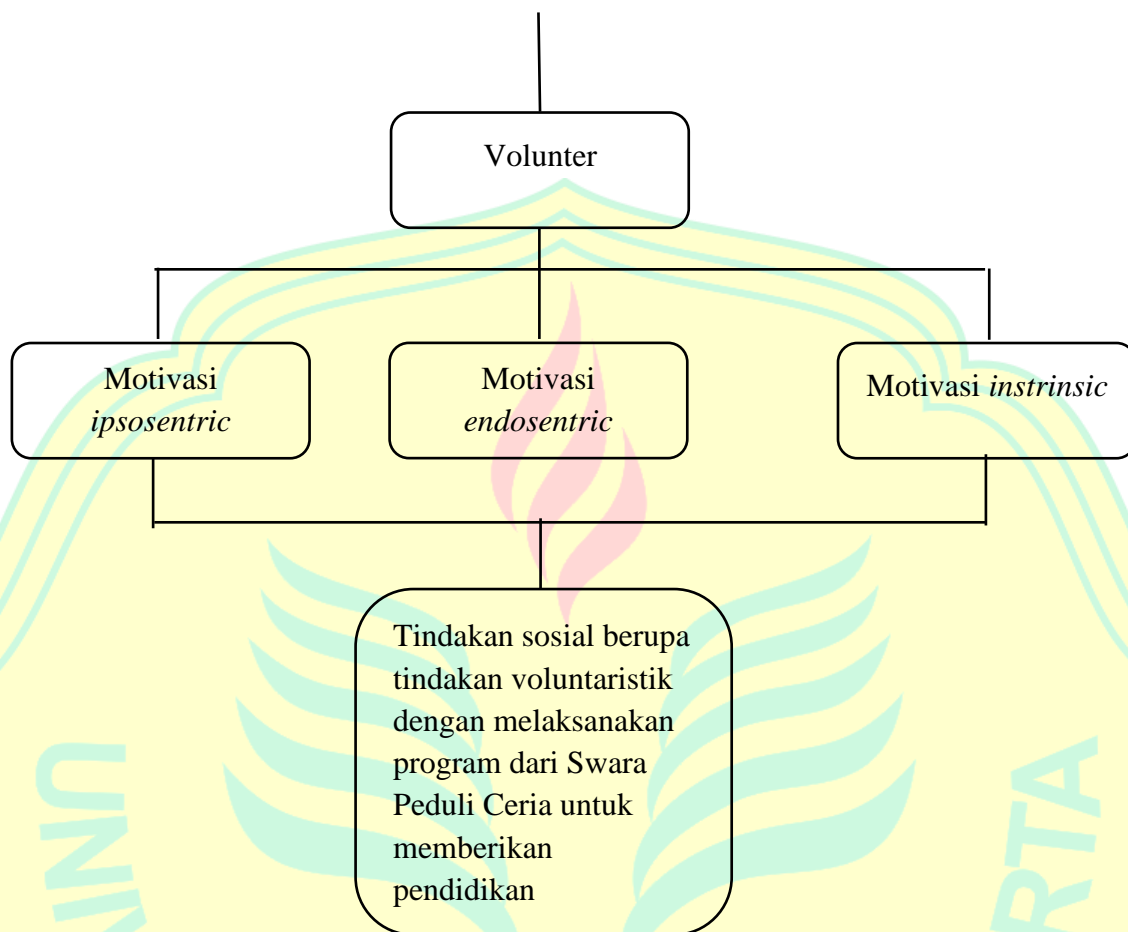 Volunter
Motivasi
ipsosentric
Motivasi
endosentric
Motivasi instrinsic
Tindakan sosial berupa
tindakan voluntaristik
dengan melaksanakan
program dari Swara
Peduli Ceria untuk
memberikan
pendidikan